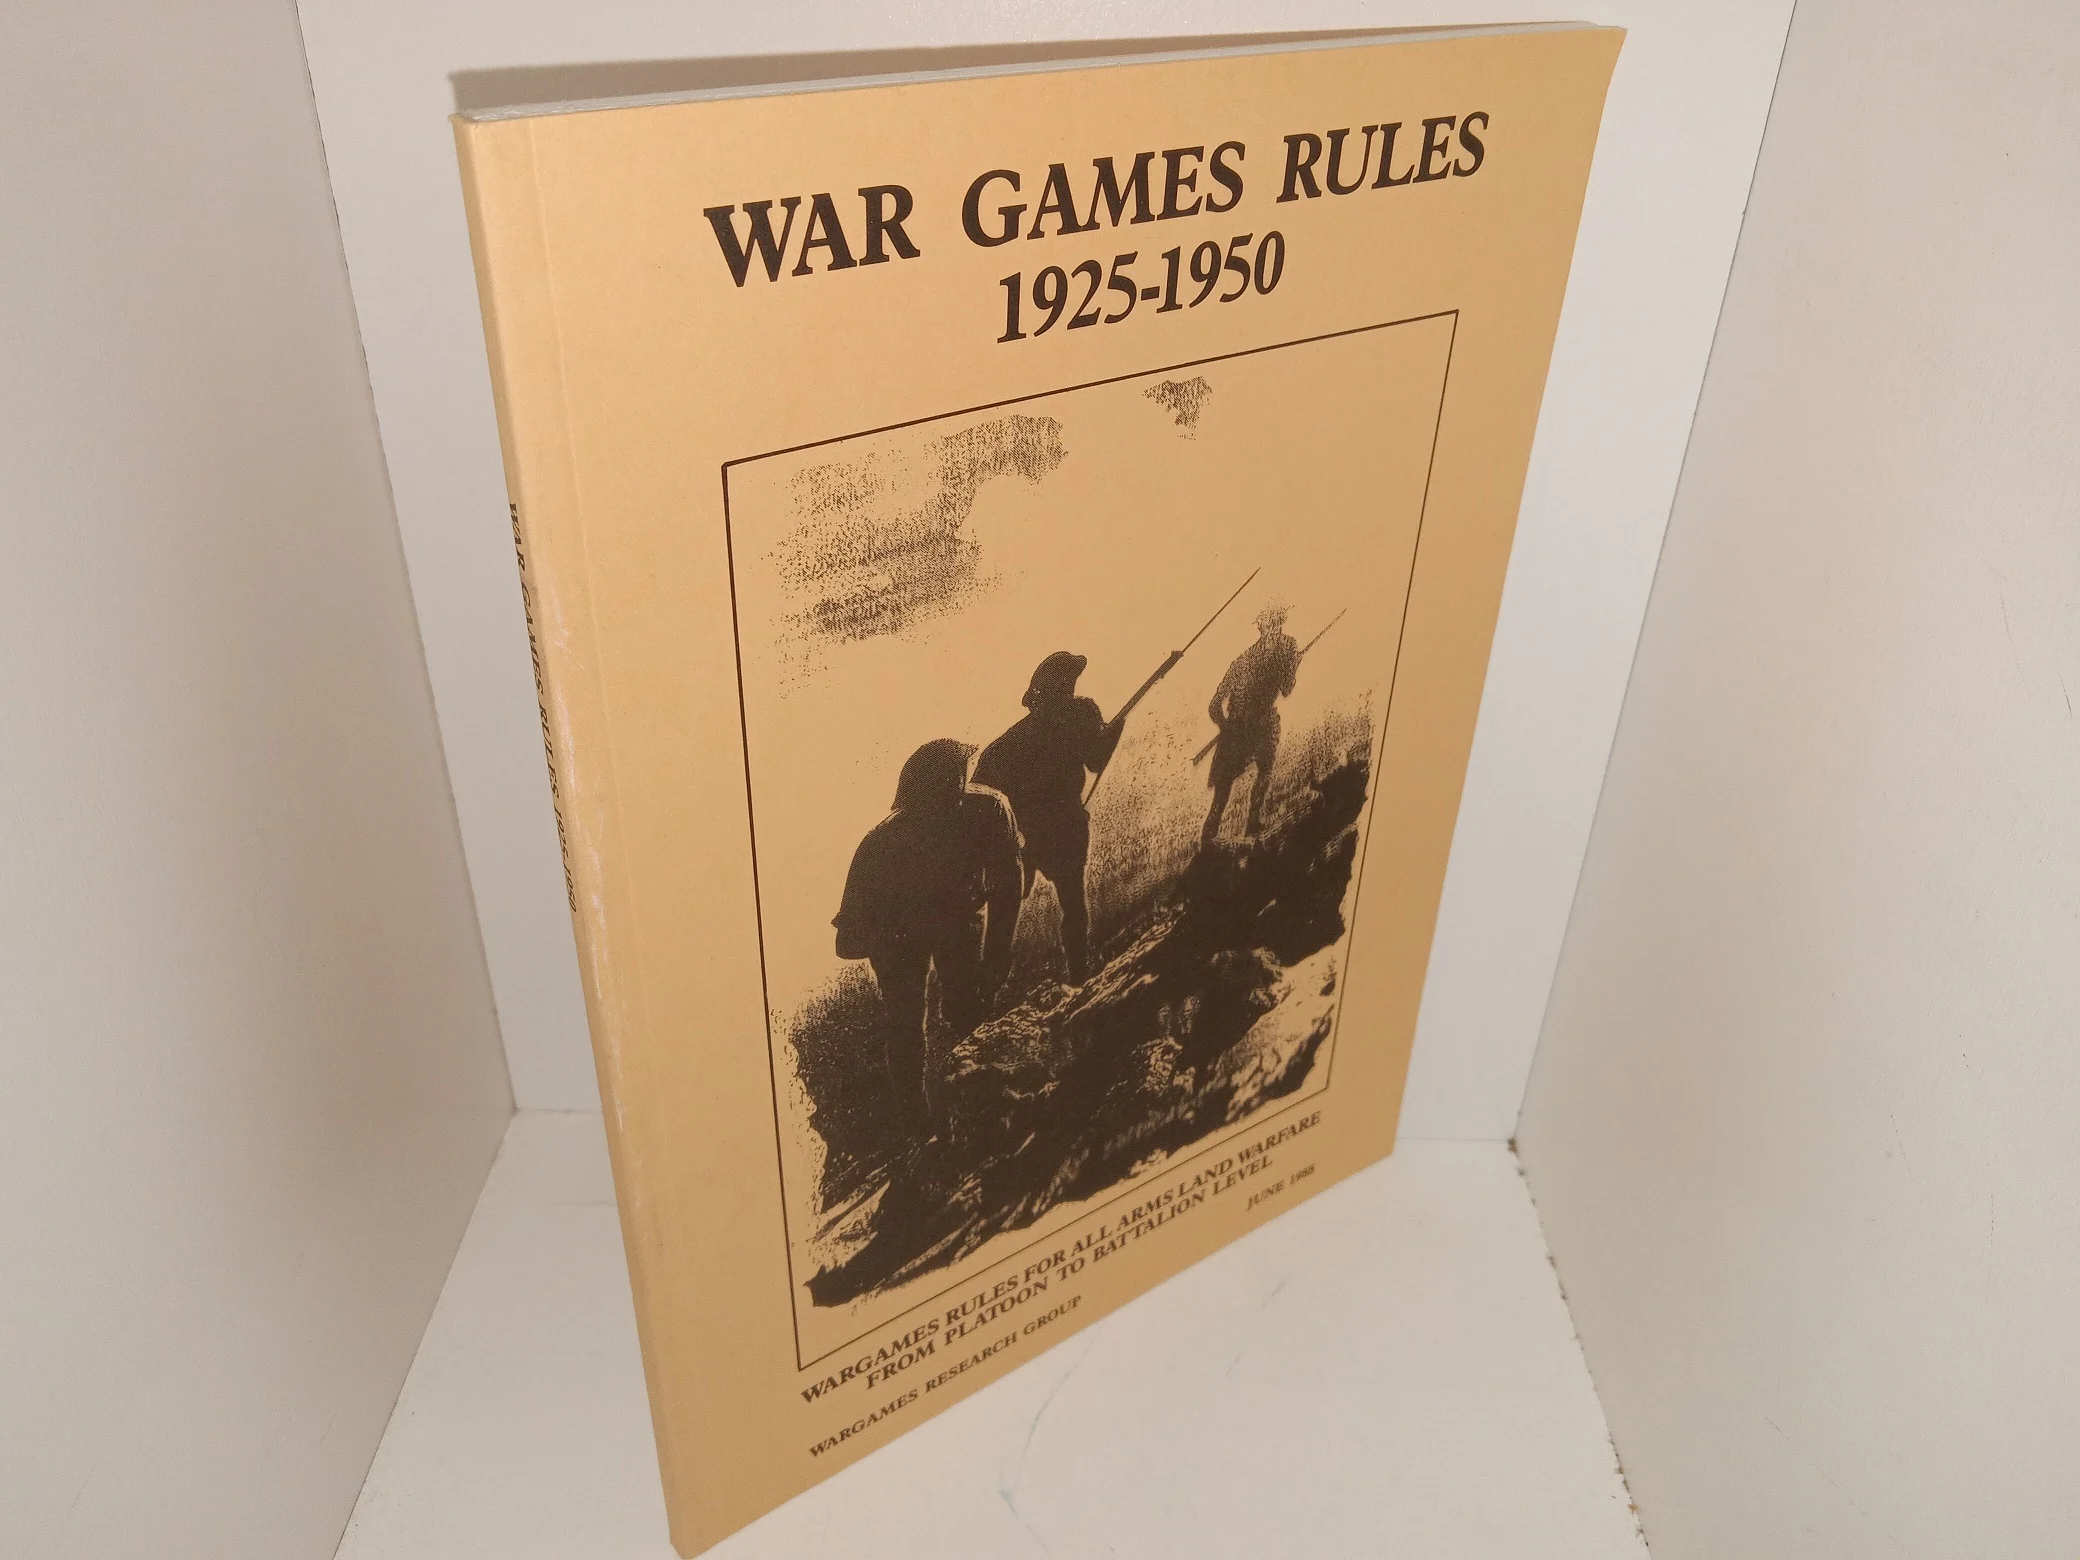 WAR GAMES RULES
1925-1950
WAR GAMES RULES 1925-1950
WARGAMES RULES FOR ALL ARMS LAND WARFARE
FROM PLATOON TO BATTALION LEVEL
JUNE 1988
WARGAMES RESEARCH GROUP